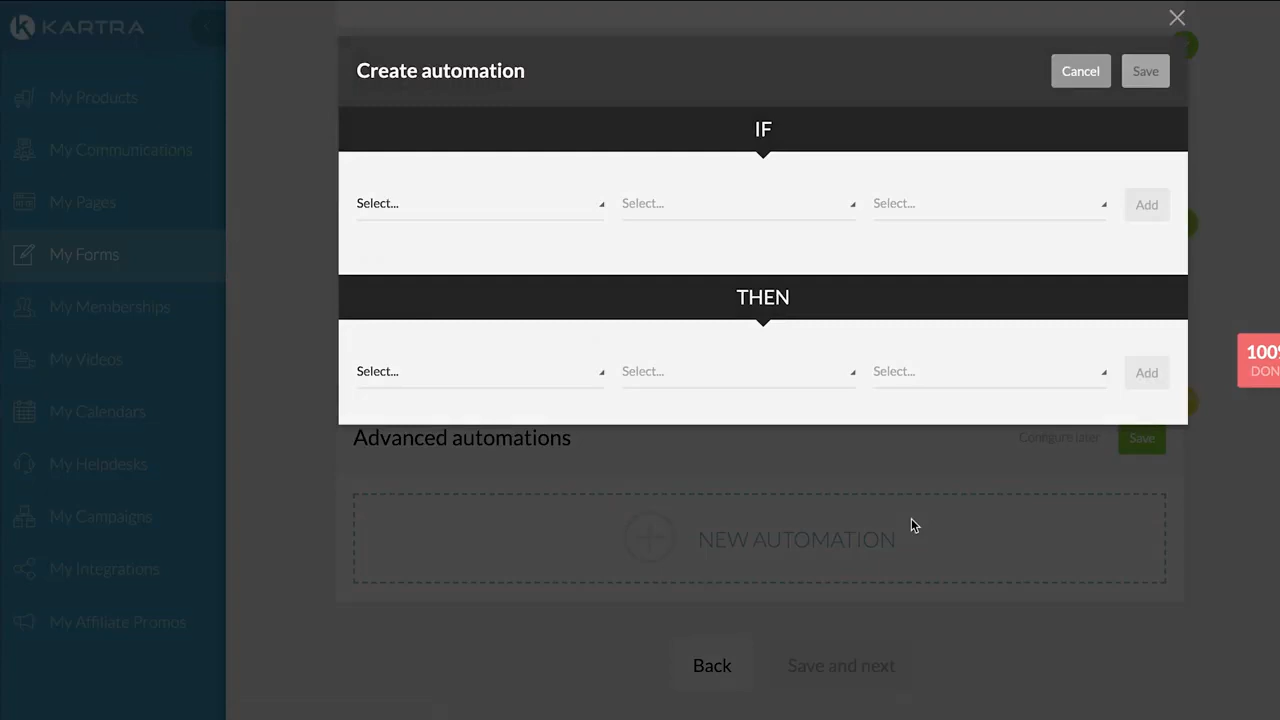 KARTRA
My Products
My Communications
My Pages
My Forms
My Memberships
My Videos
My Calendars
My Helpdesks
My Campaigns
My Integrations
My Affiliate Promos
Create automation
Cancel
Save
IF
Select...
Select...
Select...
Add
THEN
Select...
Select...
Select...
Add
Advanced automations
Configure later
Save
NEW AUTOMATION
Back
Save and next
100%
DON